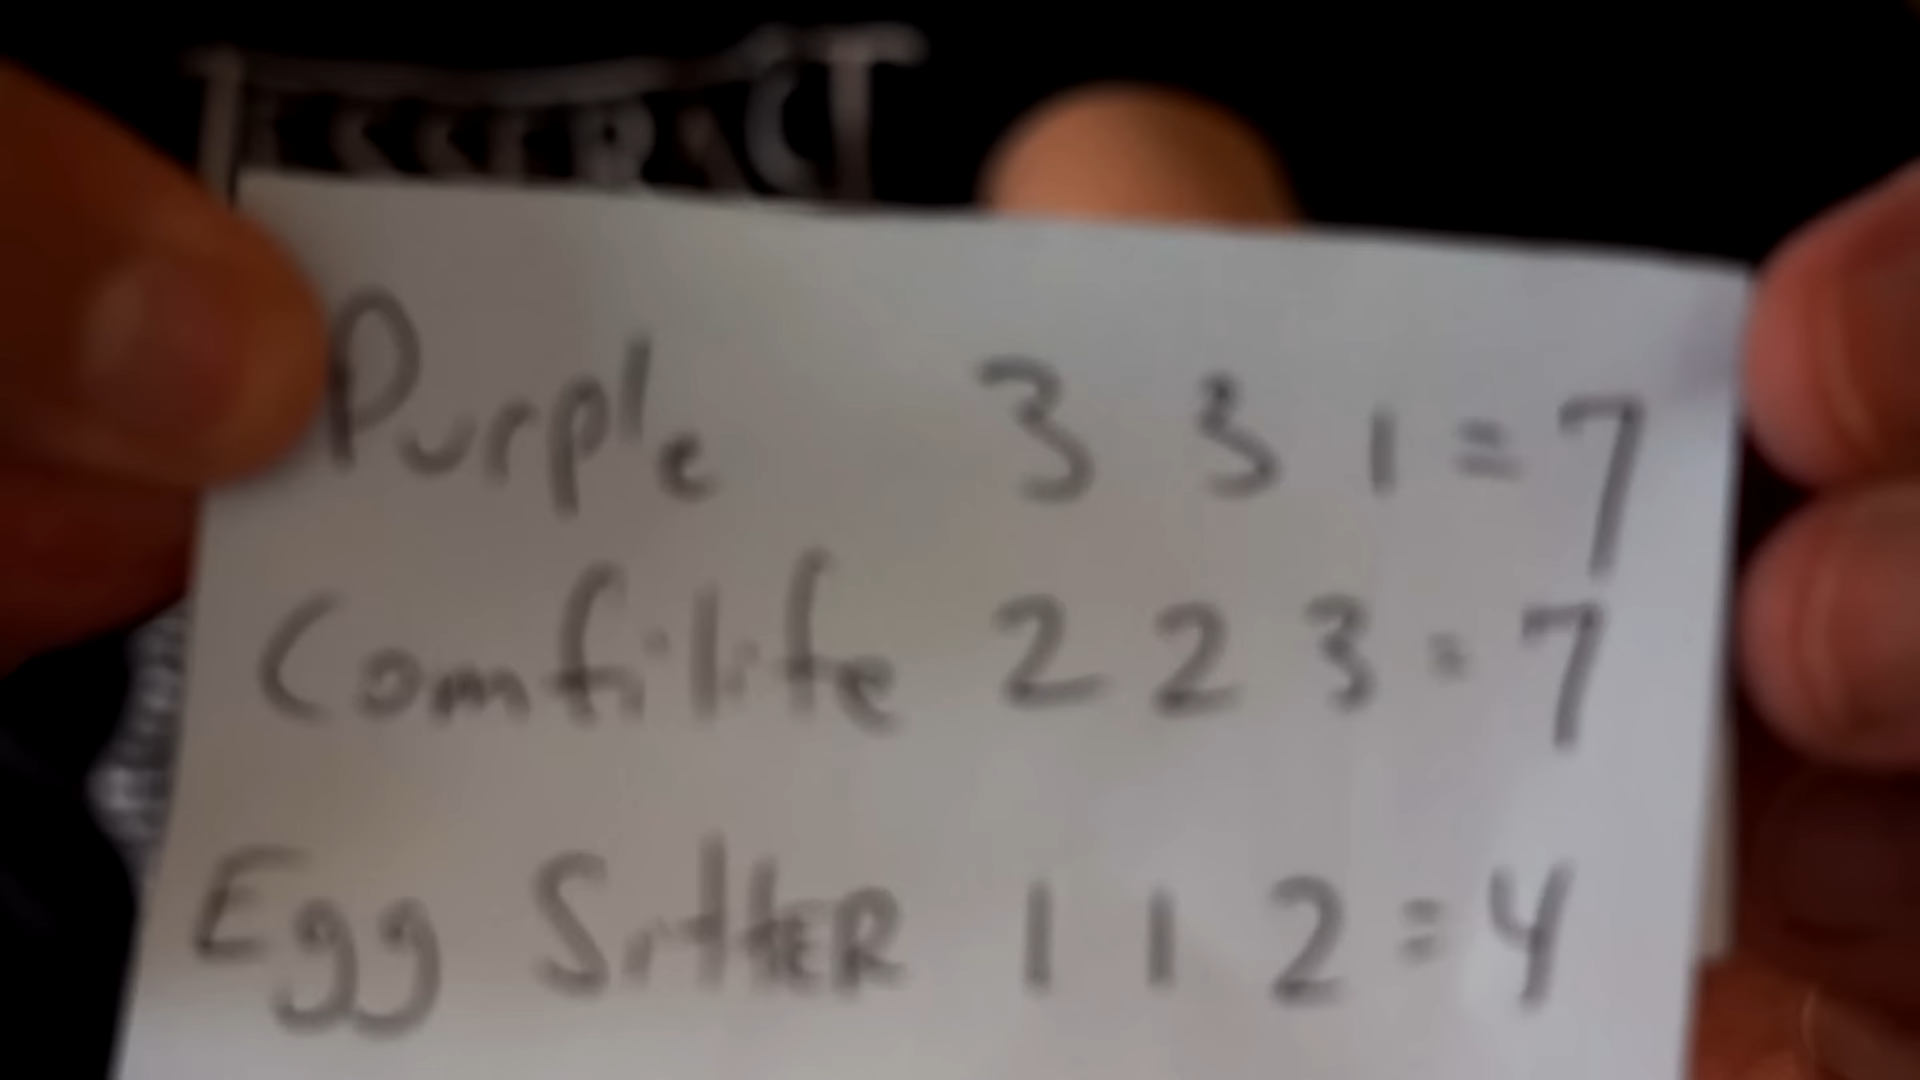 Purple 3 3 1 = 7
Comfilife 2 2 3 = 7
Egg SittER 1 1 2 = 4